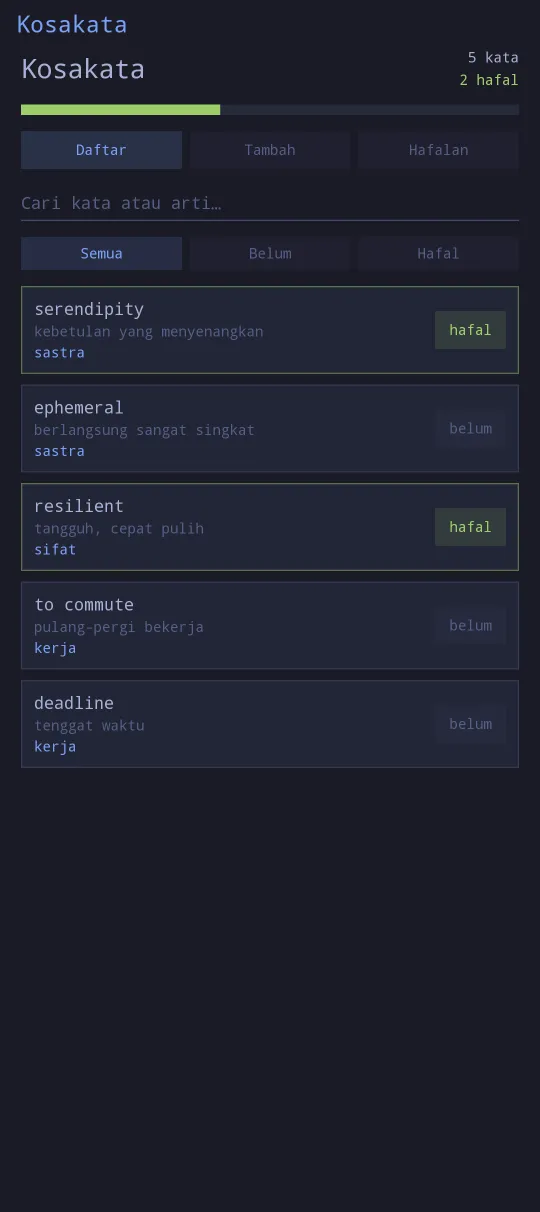 Kosakata
Kosakata
5 kata
2 hafal
Daftar
Tambah
Hafalan
Cari kata atau arti…
Semua
Belum
Hafal
serendipity
kebetulan yang menyenangkan
sastra
hafal
ephemeral
berlangsung sangat singkat
sastra
belum
resilient
tangguh, cepat pulih
sifat
hafal
to commute
pulang-pergi bekerja
kerja
belum
deadline
tenggat waktu
kerja
belum